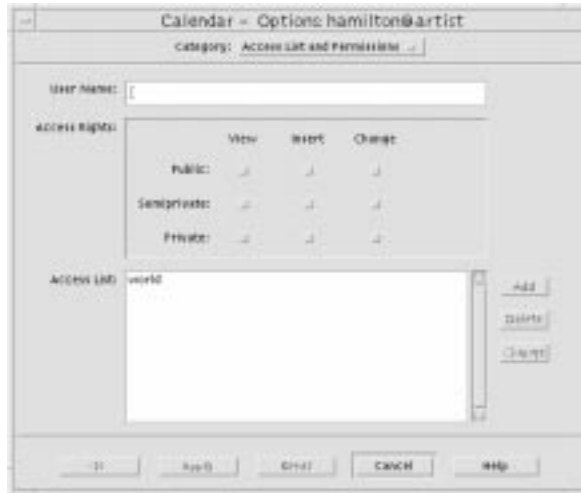 Calendar – Options: hamilton@artist
Category: Access List and Permissions
User Name:
Access Rights:
View Insert Change
Public:
Semiprivate:
Private:
Access List: world
Add
Delete
Change
OK Apply Reset Cancel Help